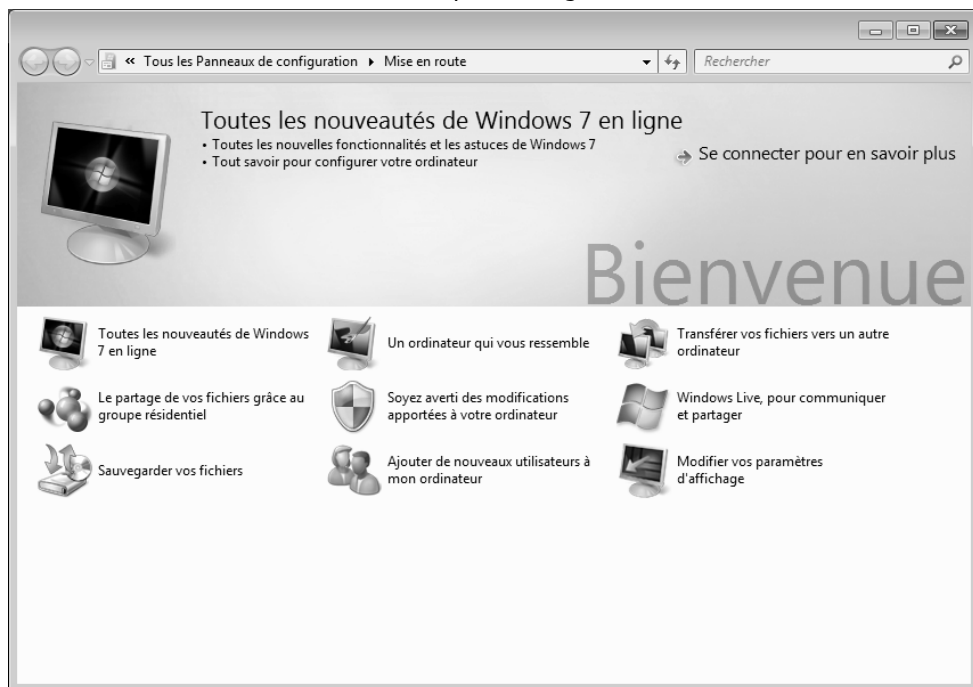 « Tous les Panneaux de configuration ▸ Mise en route
Rechercher
Toutes les nouveautés de Windows 7 en ligne
• Toutes les nouvelles fonctionnalités et les astuces de Windows 7
• Tout savoir pour configurer votre ordinateur
Se connecter pour en savoir plus
Bienvenue
Toutes les nouveautés de Windows
7 en ligne
Un ordinateur qui vous ressemble
Transférer vos fichiers vers un autre
ordinateur
Le partage de vos fichiers grâce au
groupe résidentiel
Soyez averti des modifications
apportées à votre ordinateur
Windows Live, pour communiquer
et partager
Sauvegarder vos fichiers
Ajouter de nouveaux utilisateurs à
mon ordinateur
Modifier vos paramètres
d'affichage